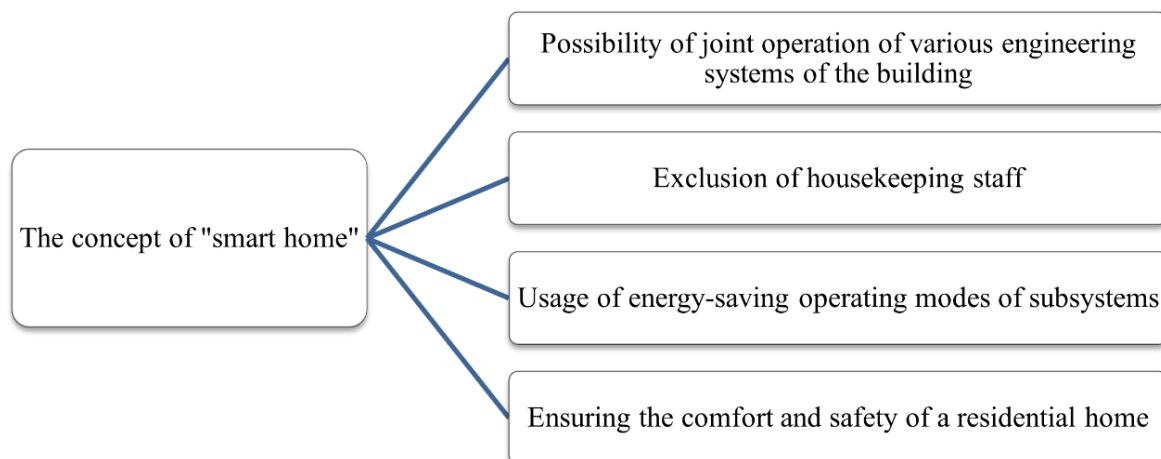 The concept of "smart home"
Possibility of joint operation of various engineering
systems of the building
Exclusion of housekeeping staff
Usage of energy-saving operating modes of subsystems
Ensuring the comfort and safety of a residential home